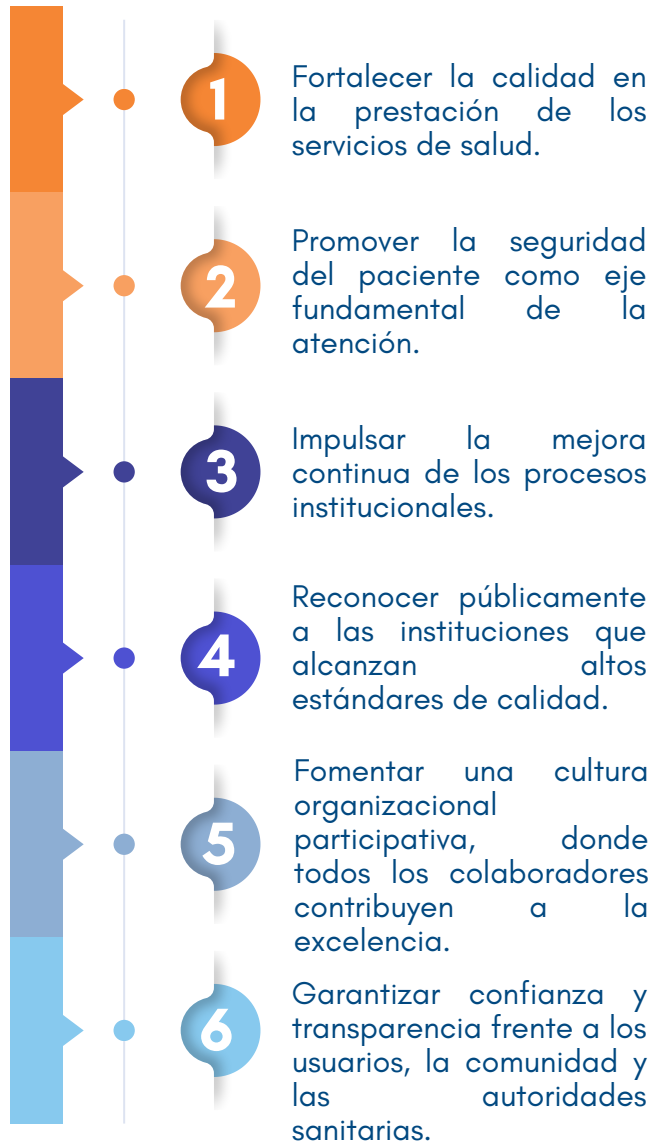 1
Fortalecer la calidad en
la prestación de los
servicios de salud.
2
Promover la seguridad
del paciente como eje
fundamental de la
atención.
3
Impulsar la mejora
continua de los procesos
institucionales.
4
Reconocer públicamente
a las instituciones que
alcanzan altos
estándares de calidad.
5
Fomentar una cultura
organizacional
participativa, donde
todos los colaboradores
contribuyen a la
excelencia.
6
Garantizar confianza y
transparencia frente a los
usuarios, la comunidad y
las autoridades
sanitarias.